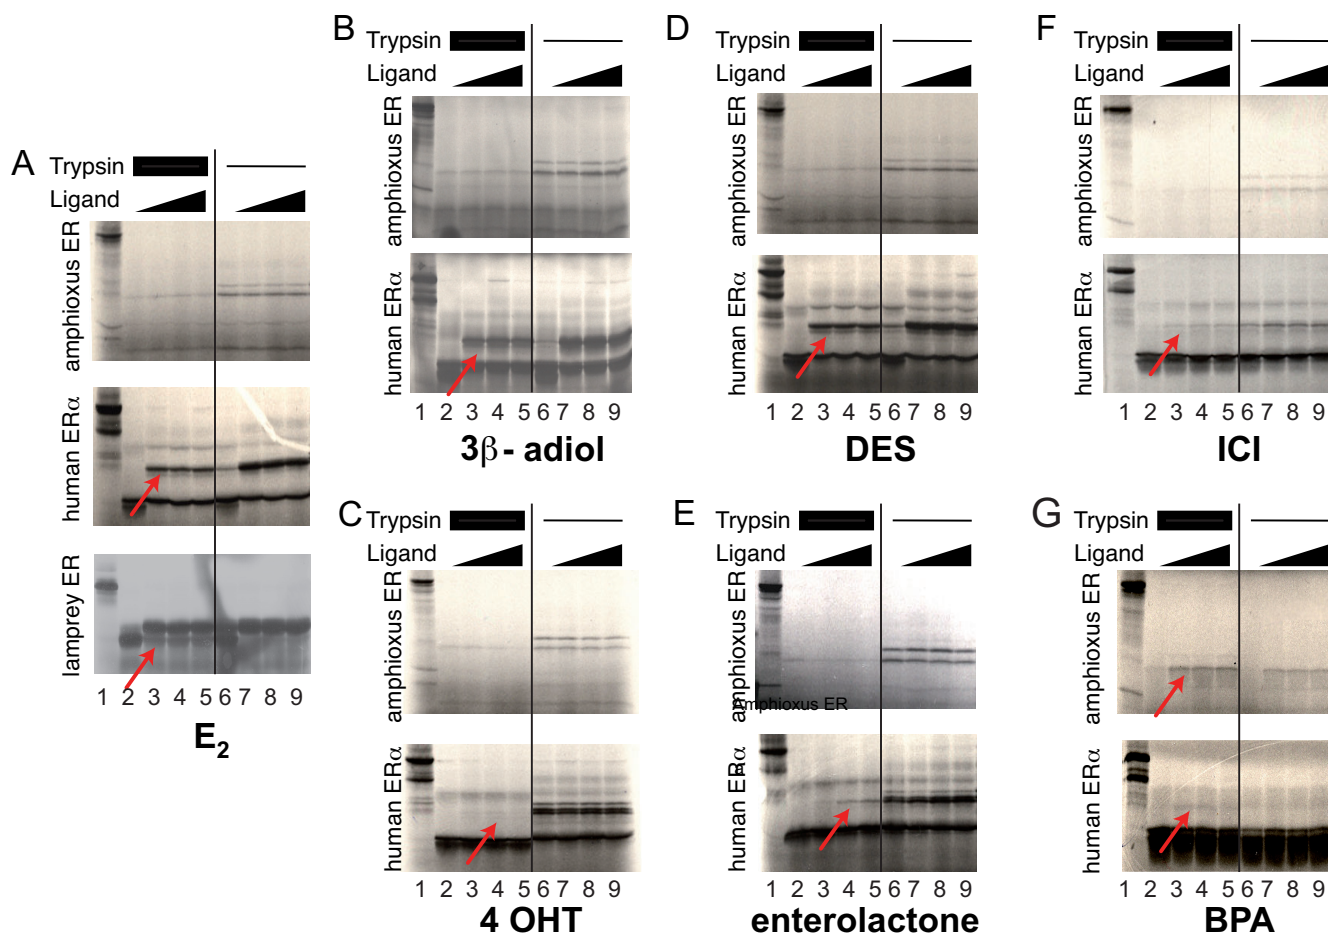 A
Trypsin
Ligand
amphioxus ER
human ERα
lamprey ER
1 2 3 4 5 6 7 8 9
E2
B
Trypsin
Ligand
amphioxus ER
human ERα
1 2 3 4 5 6 7 8 9
3β- adiol
C
Trypsin
Ligand
amphioxus ER
human ERα
1 2 3 4 5 6 7 8 9
4 OHT
D
Trypsin
Ligand
amphioxus ER
human ERα
1 2 3 4 5 6 7 8 9
DES
E
Trypsin
Ligand
amphioxus ER
Amphioxus ER
human ERα
1 2 3 4 5 6 7 8 9
enterolactone
F
Trypsin
Ligand
amphioxus ER
human ERα
1 2 3 4 5 6 7 8 9
ICI
G
Trypsin
Ligand
amphioxus ER
human ERα
1 2 3 4 5 6 7 8 9
BPA